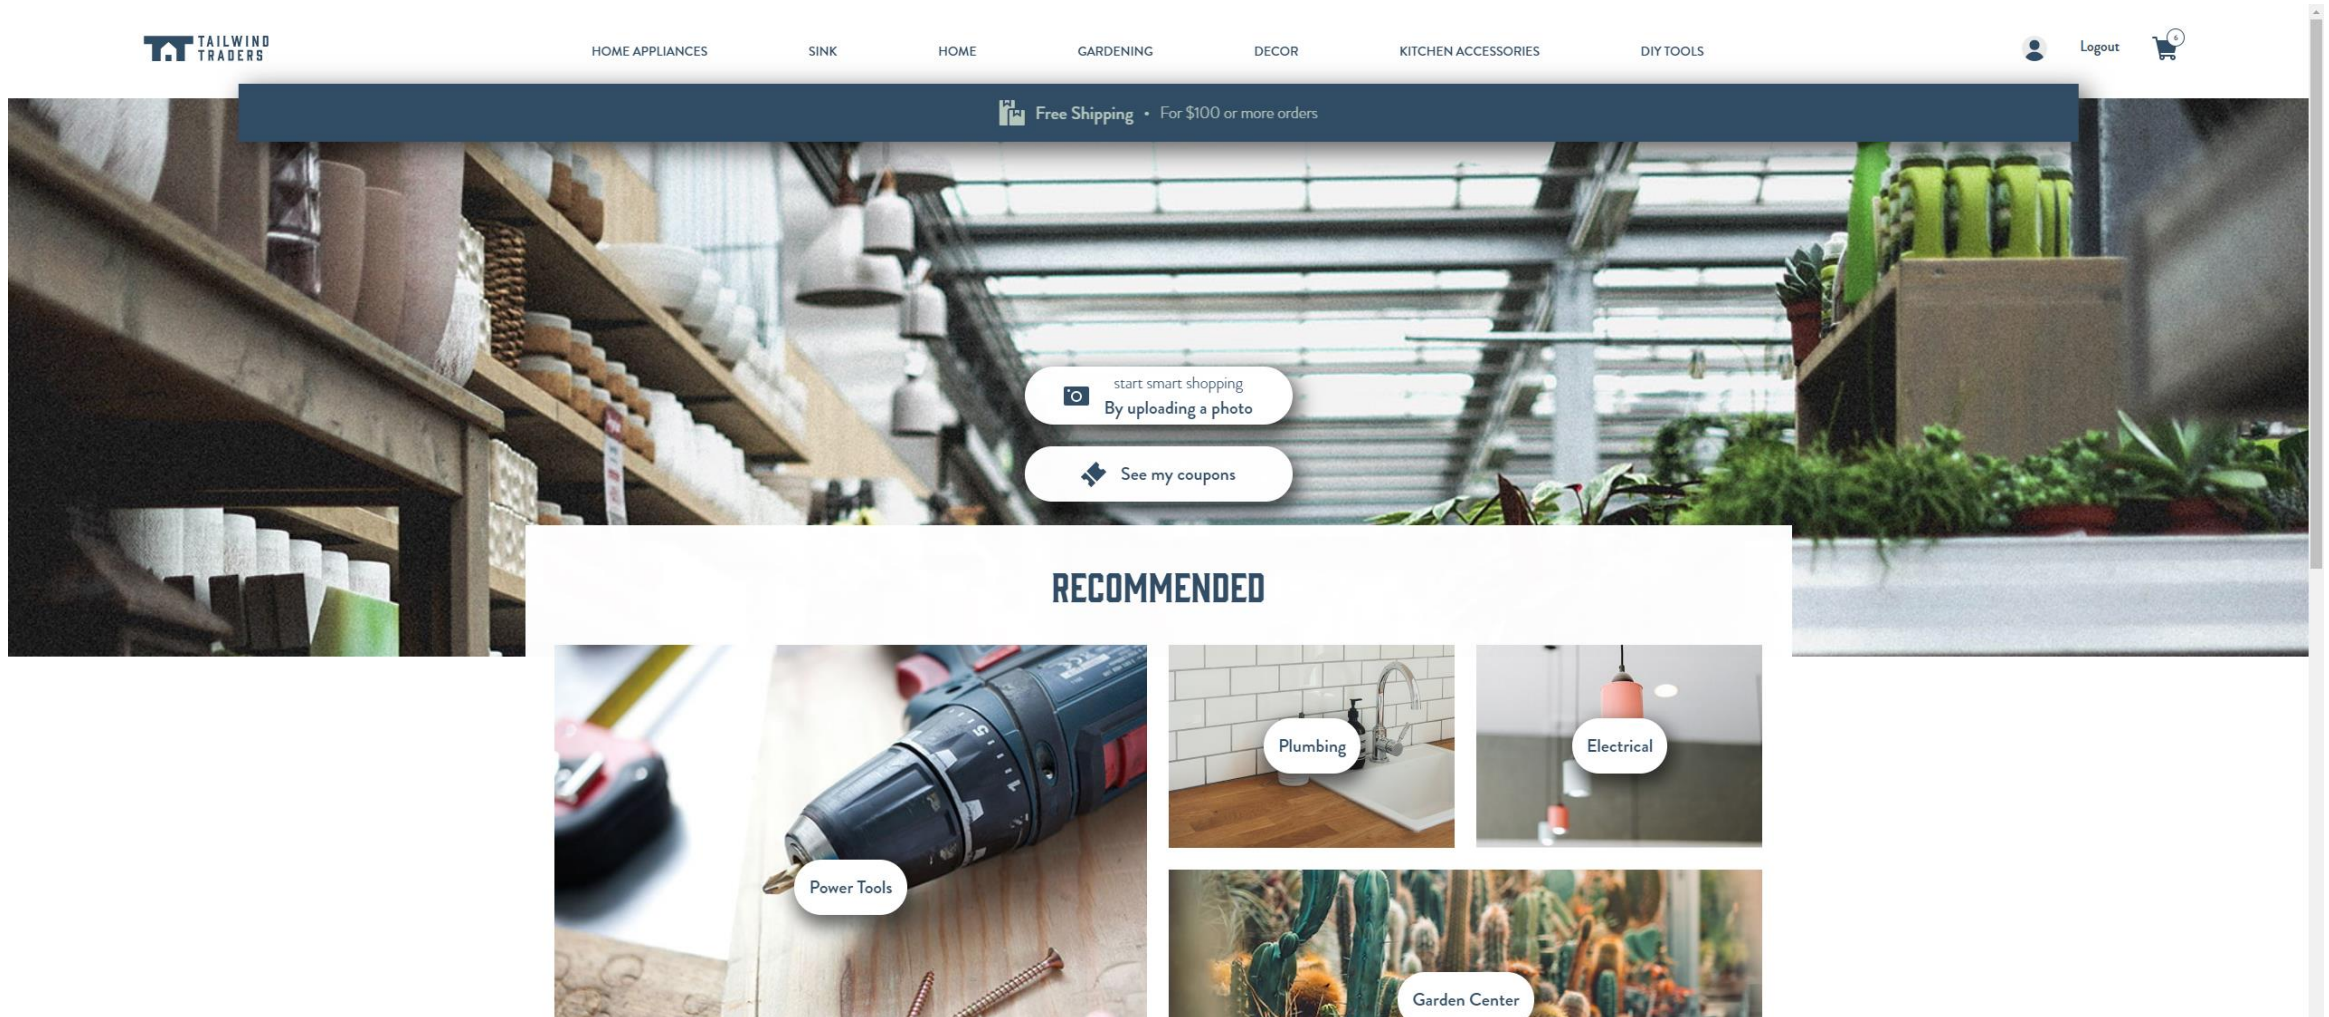 TAILWIND
TRADERS
HOME APPLIANCES
SINK
HOME
GARDENING
DECOR
KITCHEN ACCESSORIES
DIY TOOLS
Logout
6
Free Shipping • For $100 or more orders
start smart shopping
By uploading a photo
See my coupons
RECOMMENDED
Plumbing
Electrical
Power Tools
Garden Center